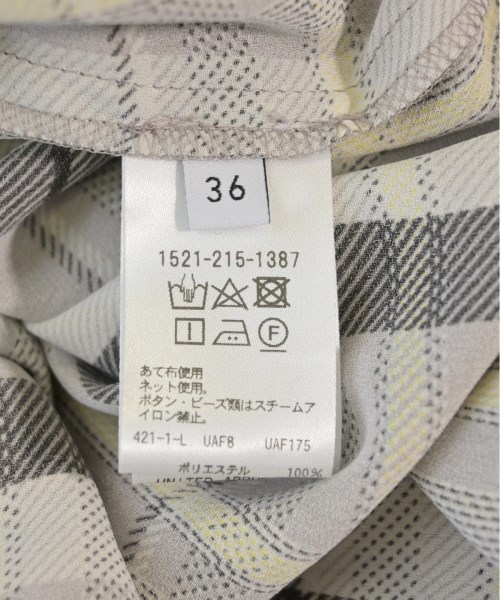 36
1521-215-1387
あて布使用
ネット使用。
ボタン・ビーズ類はスチームア
イロン禁止。
421-1-L UAF8 UAF175
ポリエステル 100%